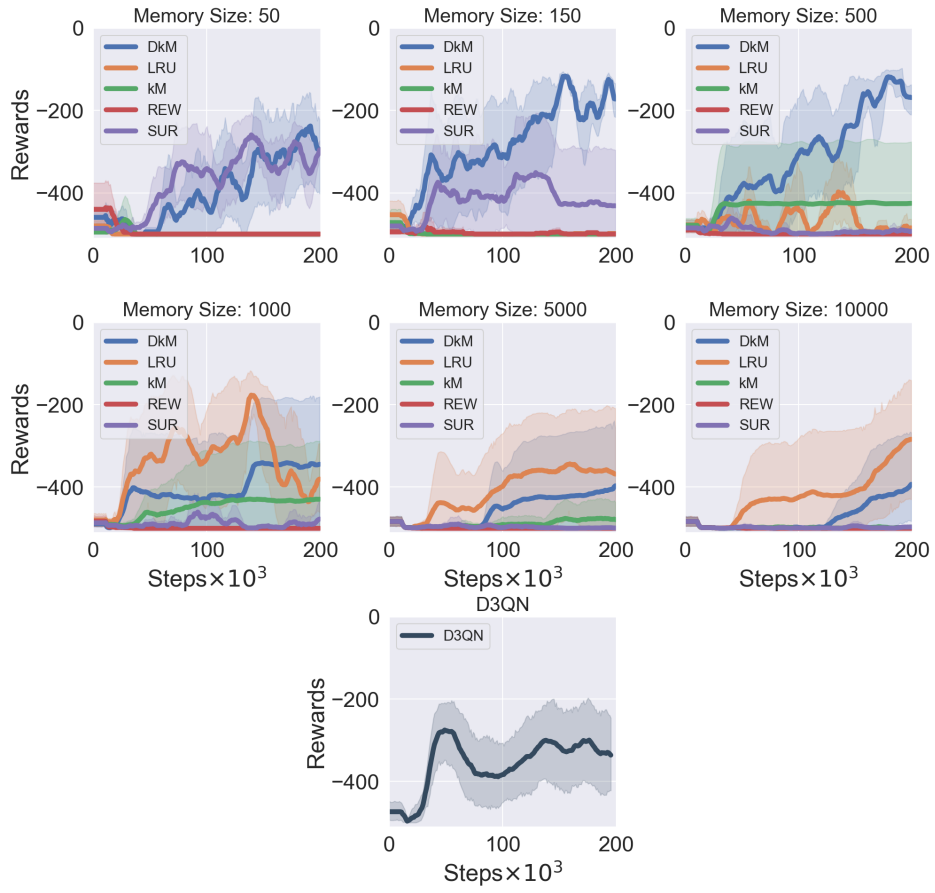 Memory Size: 50
Memory Size: 150
Memory Size: 500
Rewards
0
−200
−400
DkM
LRU
kM
REW
SUR
0
100
200
0
−200
−400
DkM
LRU
kM
REW
SUR
0
100
200
0
−200
−400
DkM
LRU
kM
REW
SUR
0
100
200
Memory Size: 1000
Memory Size: 5000
Memory Size: 10000
Rewards
0
−200
−400
DkM
LRU
kM
REW
SUR
0
100
200
Steps×10³
0
−200
−400
DkM
LRU
kM
REW
SUR
0
100
200
Steps×10³
0
−200
−400
DkM
LRU
kM
REW
SUR
0
100
200
Steps×10³
D3QN
Rewards
0
−200
−400
D3QN
0
100
200
Steps×10³